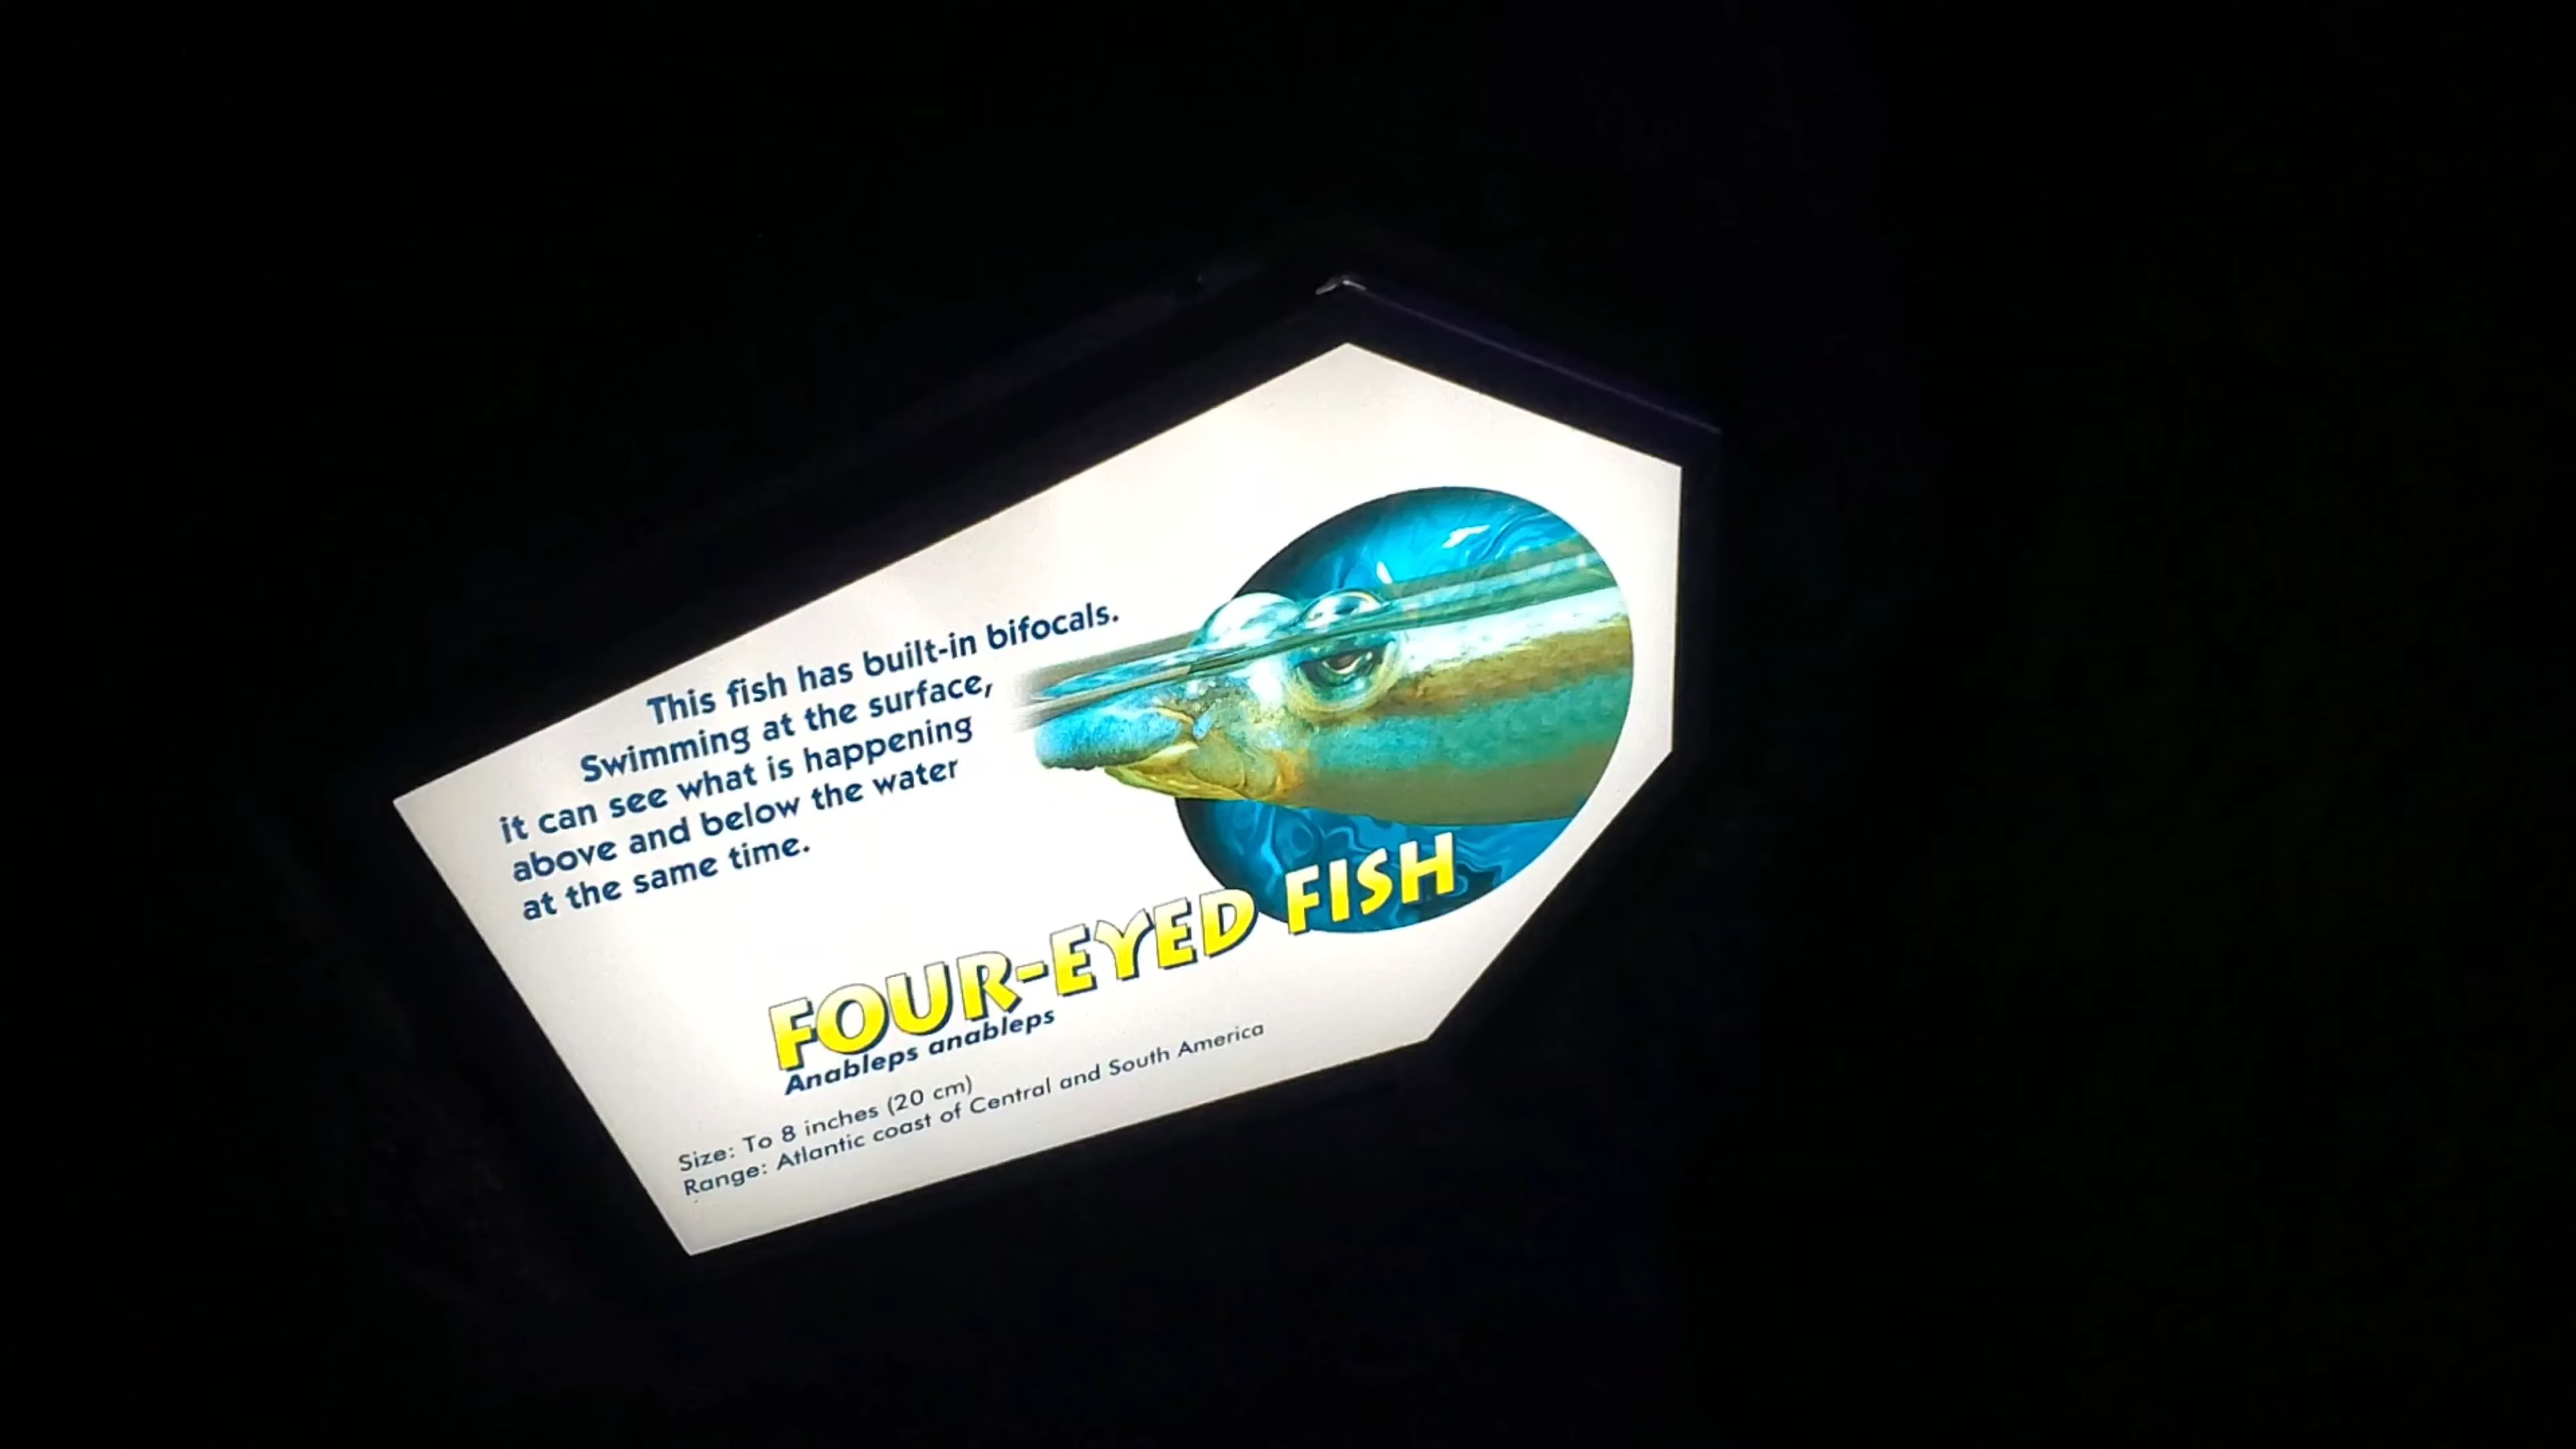 This fish has built-in bifocals.
Swimming at the surface,
it can see what is happening
above and below the water
at the same time.
FOUR-EYED FISH
Anableps anableps
Size: To 8 inches (20 cm)
Range: Atlantic coast of Central and South America